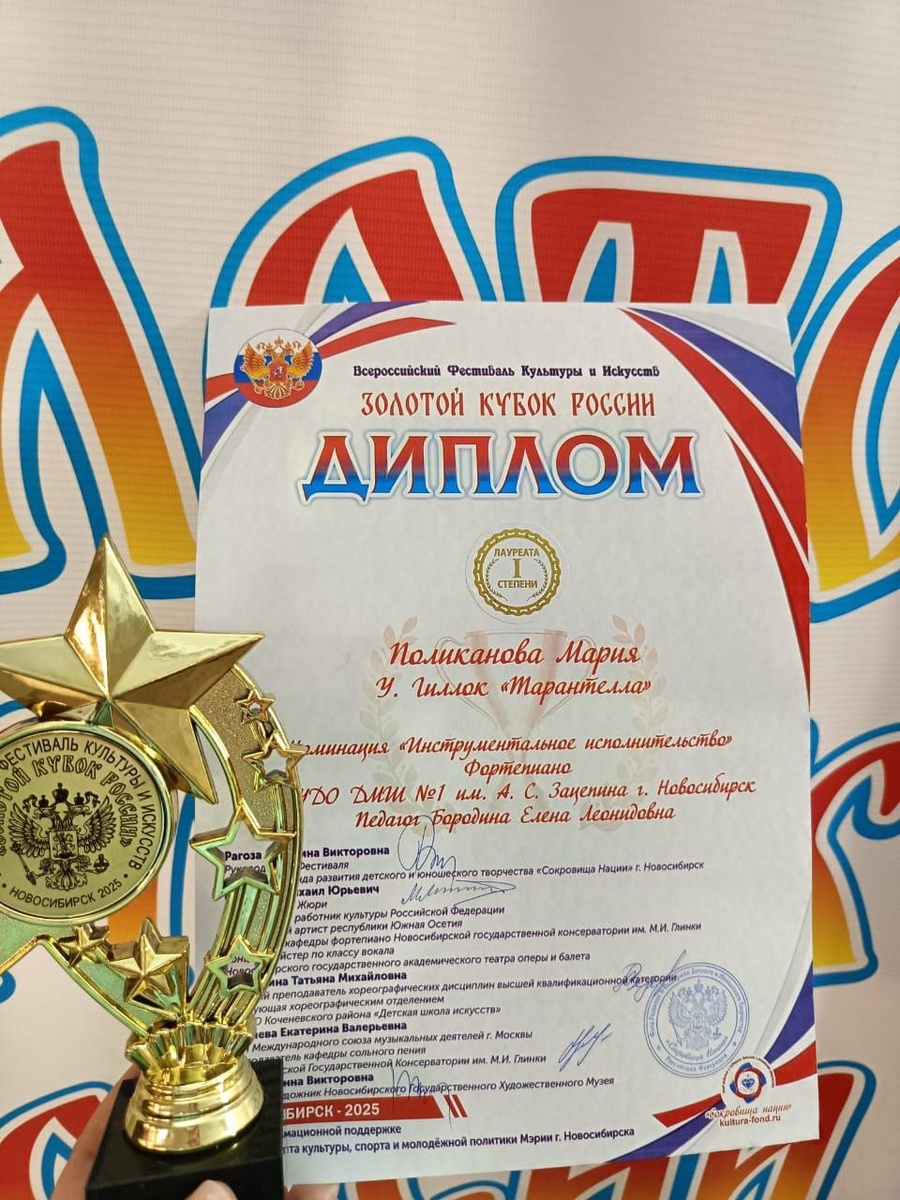 Всероссийский Фестиваль Культуры и Искусств
ЗОЛОТОЙ КУБОК РОССИИ
ДИПЛОМ
ЛАУРЕАТА
I
СТЕПЕНИ
Поликанова Мария
У. Гиллок «Тарантелла»
«Инструментальное исполнительство»
Фортепиано
ДМШ №1 им. А. С. Зацепина г. Новосибирск
Педагог Бородина Елена Леонидовна
Рагоза Викторовна
развития детского и юношеского творчества «Сокровища Нации» г. Новосибирск
Юрьевич
Жюри
работник культуры Российской Федерации
артист республики Южная Осетия
кафедры фортепиано Новосибирской государственной консерватории им. М.И. Глинки
по классу вокала
государственного академического театра оперы и балета
Татьяна Михайловна
преподаватель хореографических дисциплин высшей квалификационной категории,
хореографическим отделением
Коченевского района «Детская школа искусств»
Екатерина Валерьевна
Международного союза музыкальных деятелей г. Москвы
кафедры сольного пения
Государственной Консерватории им. М.И. Глинки
Викторовна
Новосибирского Государственного Художественного Музея
- 2025
поддержке
культуры, спорта и молодёжной политики Мэрии г. Новосибирска
«Сокровища нации»
kultura-fond.ru
ФЕСТИВАЛЬ КУЛЬТУРЫ И ИСКУССТВ
КУБОК РОССИИ»
• НОВОСИБИРСК 2025 •